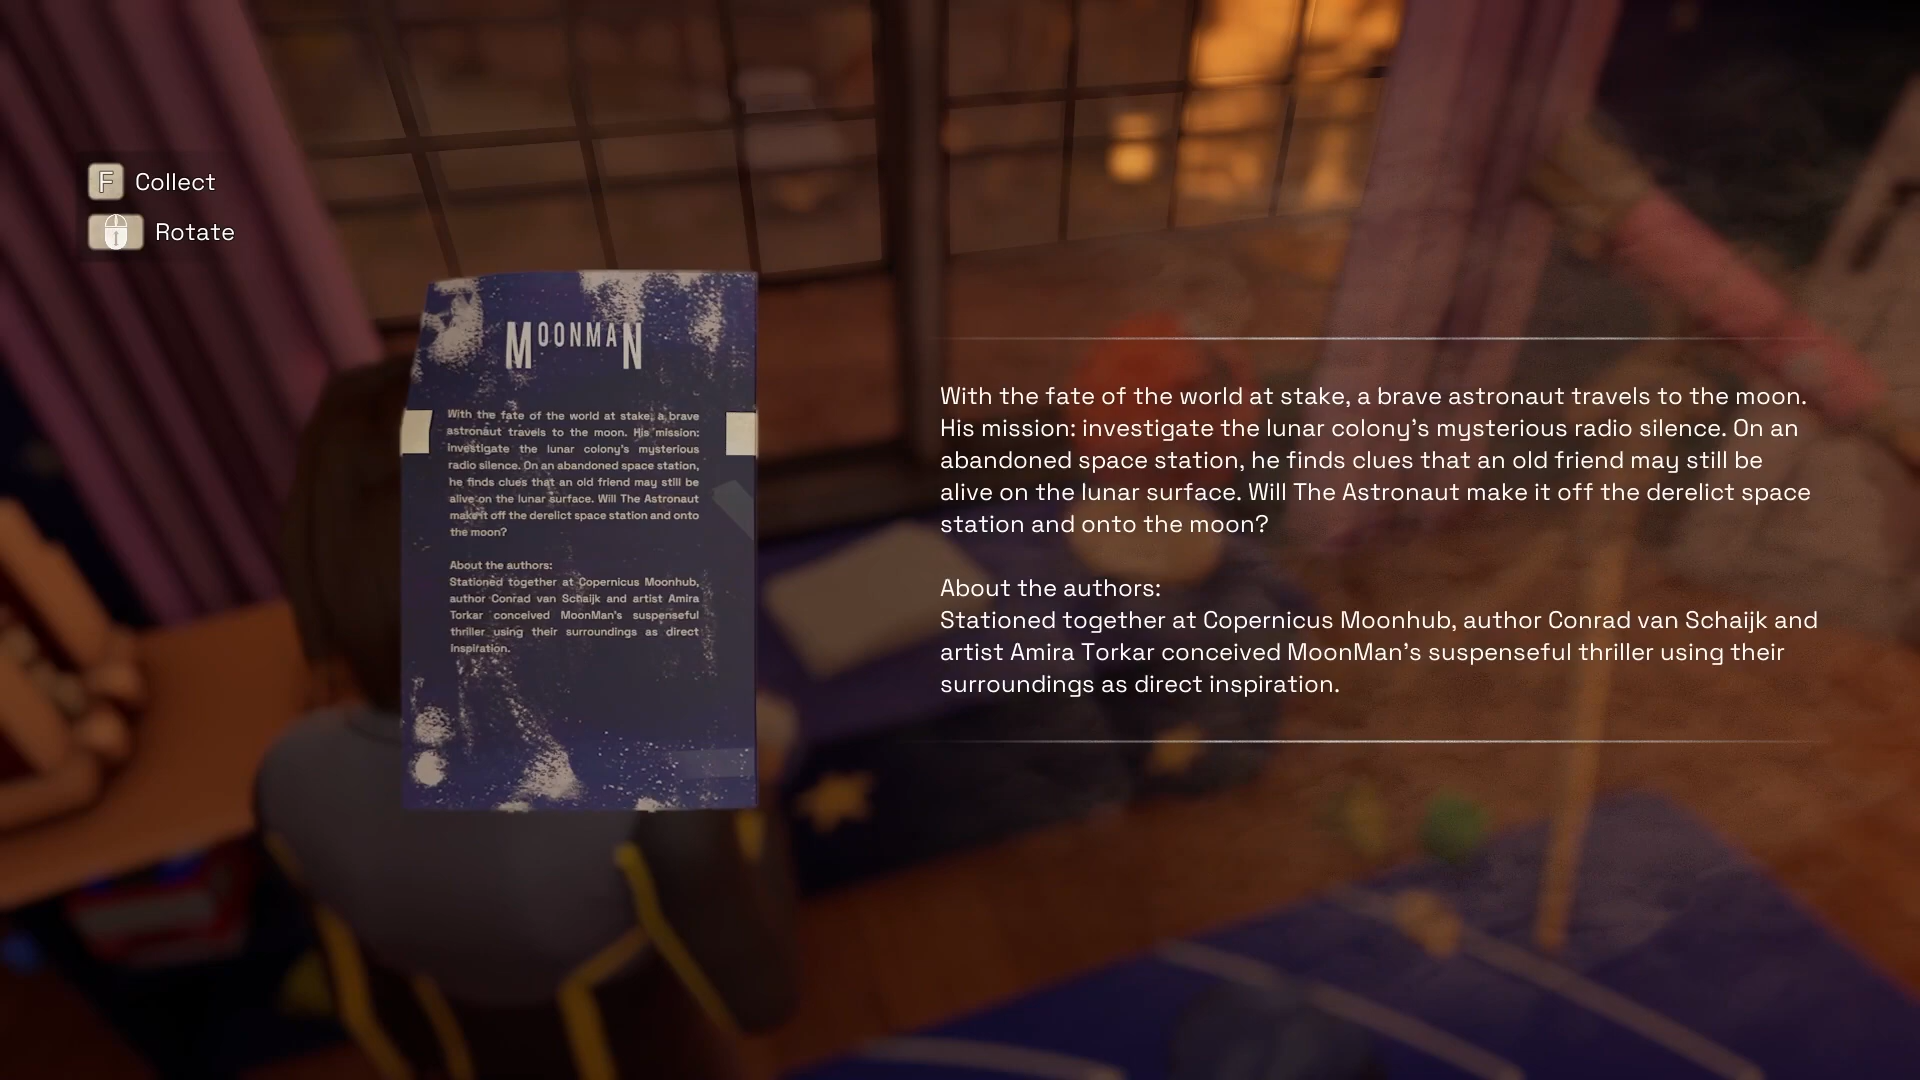 F Collect
Rotate
MOONMAN
With the fate of the world at stake, a brave
astronaut travels to the moon. His mission:
investigate the lunar colony's mysterious
radio silence. On an abandoned space station,
he finds clues that an old friend may still be
alive on the lunar surface. Will The Astronaut
make it off the derelict space station and onto
the moon?
About the authors:
Stationed together at Copernicus Moonhub,
author Conrad van Schaijk and artist Amira
Torkar conceived MoonMan's suspenseful
thriller using their surroundings as direct
inspiration.
With the fate of the world at stake, a brave astronaut travels to the moon.
His mission: investigate the lunar colony's mysterious radio silence. On an
abandoned space station, he finds clues that an old friend may still be
alive on the lunar surface. Will The Astronaut make it off the derelict space
station and onto the moon?
About the authors:
Stationed together at Copernicus Moonhub, author Conrad van Schaijk and
artist Amira Torkar conceived MoonMan's suspenseful thriller using their
surroundings as direct inspiration.